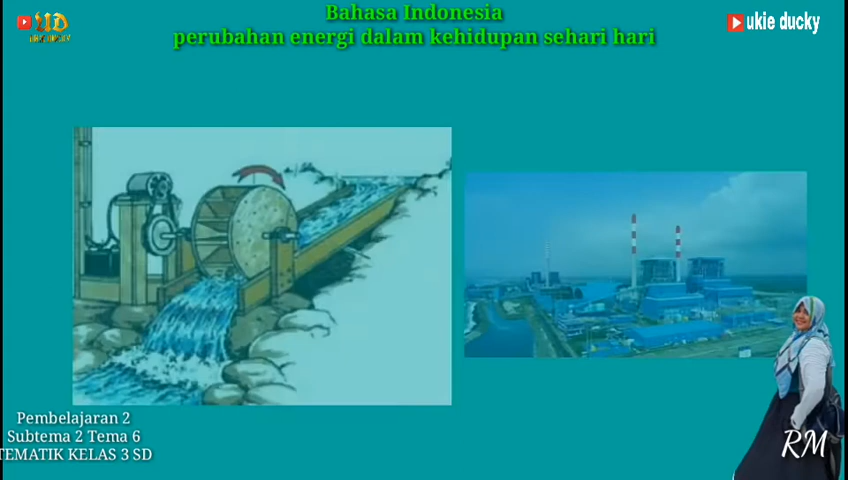 Bahasa Indonesia
perubahan energi dalam kehidupan sehari hari
ukie ducky
Pembelajaran 2
Subtema 2 Tema 6
TEMATIK KELAS 3 SD
RM